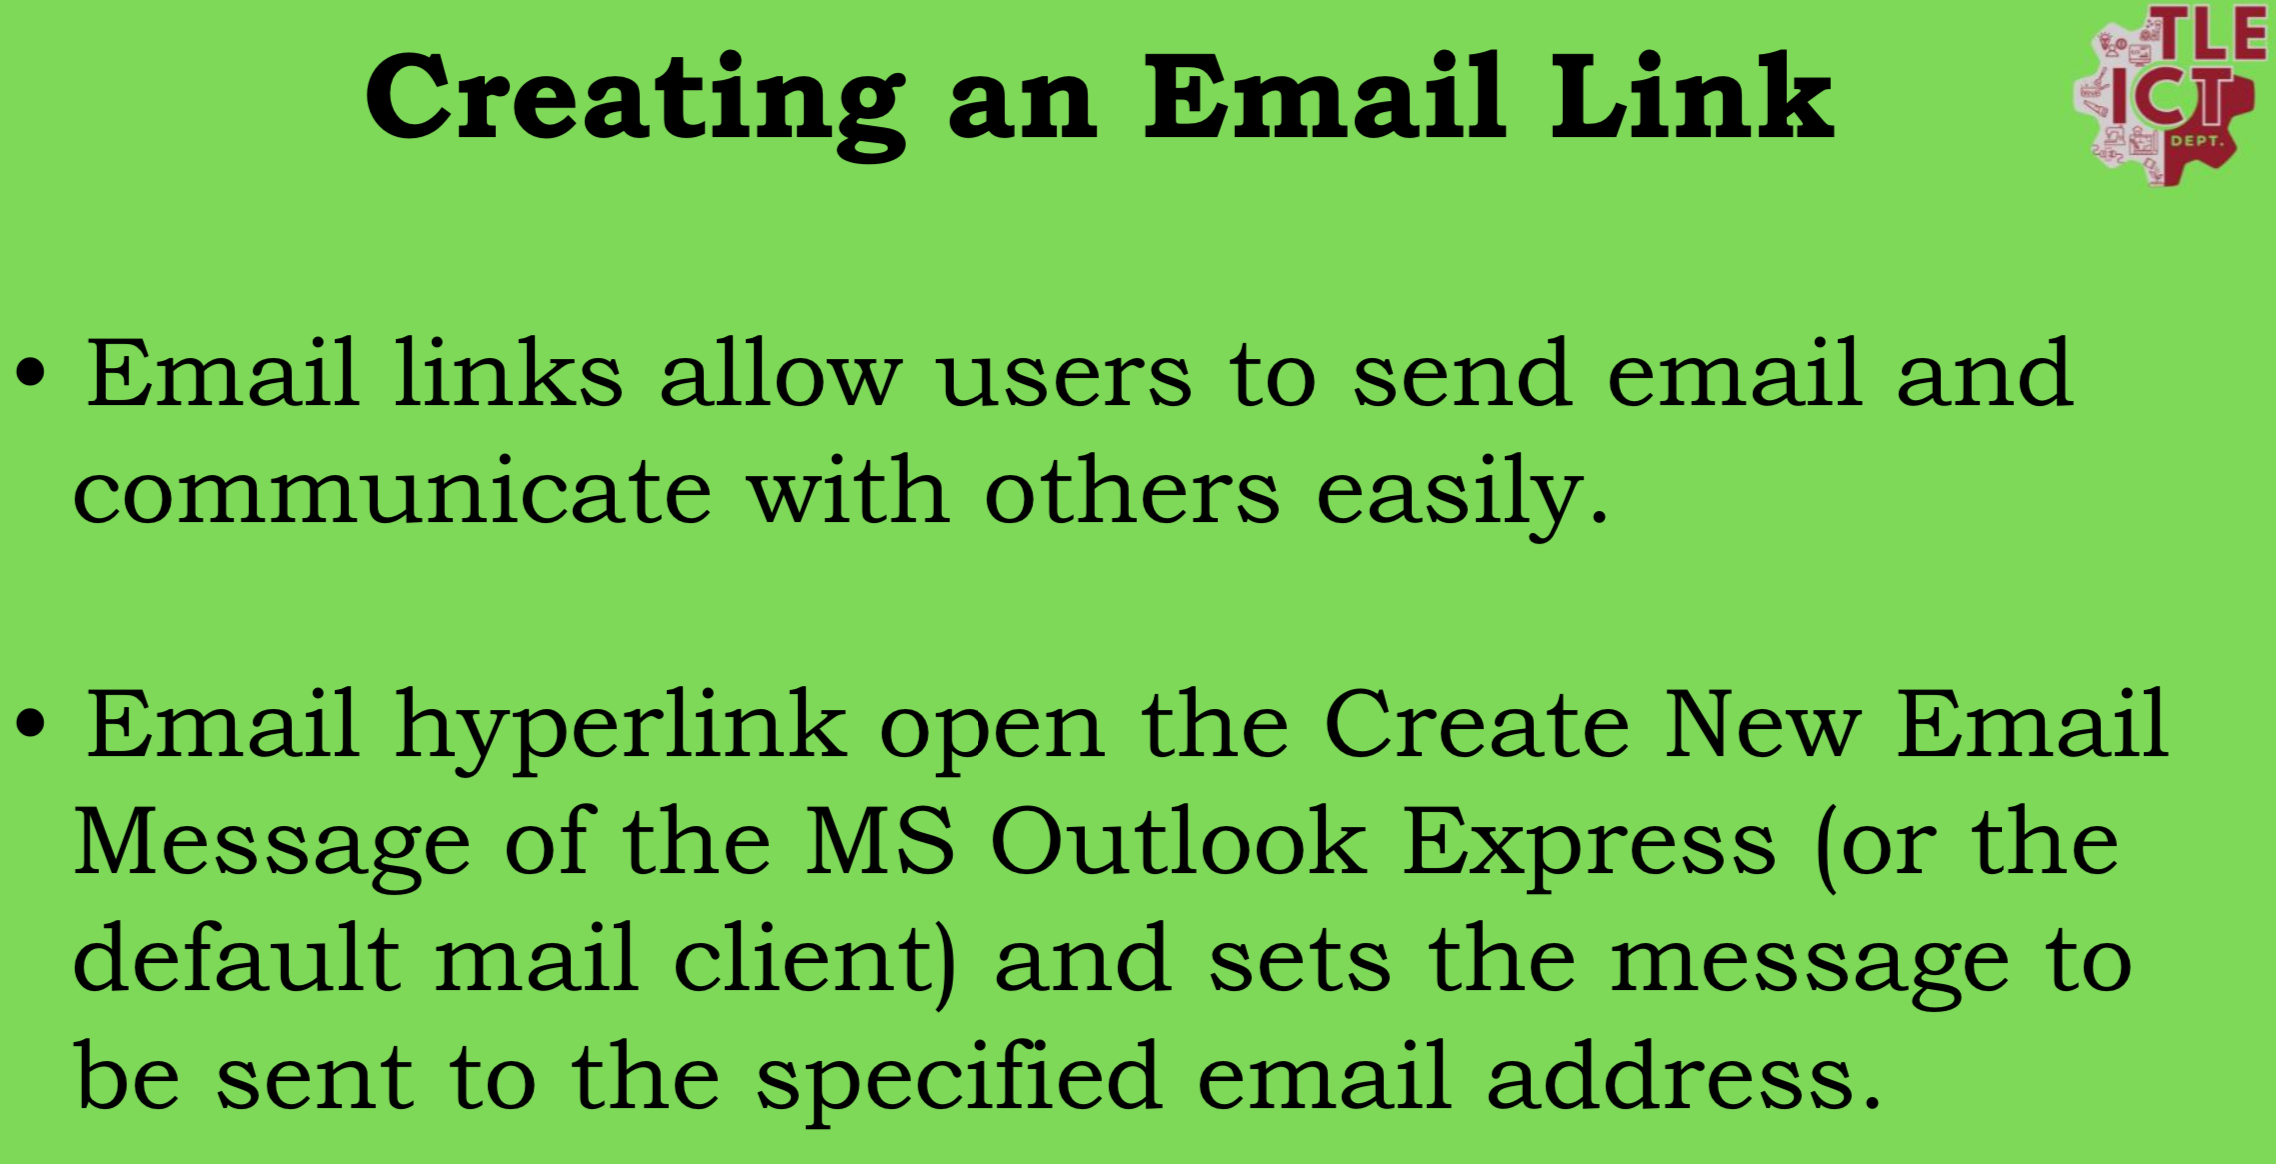 Creating an Email Link
TLE
ICT
DEPT.
• Email links allow users to send email and
communicate with others easily.
• Email hyperlink open the Create New Email
Message of the MS Outlook Express (or the
default mail client) and sets the message to
be sent to the specified email address.